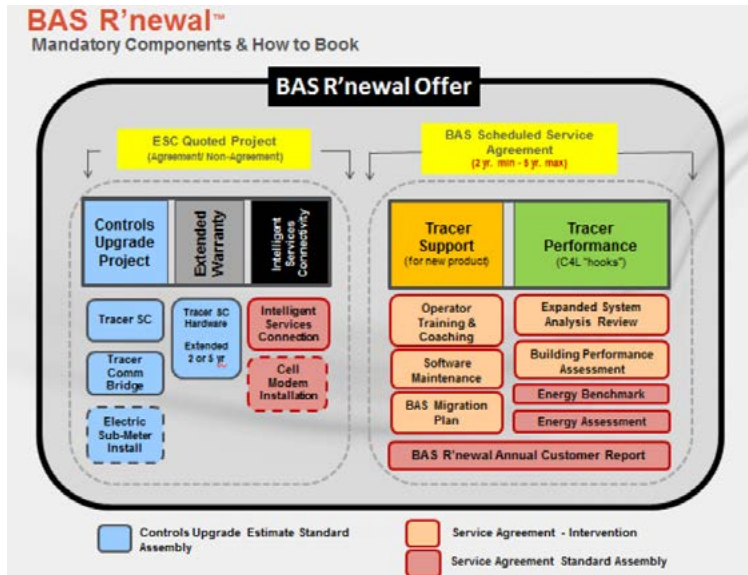 BAS R'newal™
Mandatory Components & How to Book
BAS R'newal Offer
ESC Quoted Project
(Agreement/ Non-Agreement)
BAS Scheduled Service
Agreement
(2 yr. min - 5 yr. max)
Controls
Upgrade
Project
Extended
Warranty
Intelligent
Services
Connectivity
Tracer SC
Tracer
Comm
Bridge
Electric
Sub-Meter
Install
Tracer SC
Hardware
Extended
2 or 5 yr
Intelligent
Services
Connection
Cell
Modem
Installation
Tracer
Support
(for new product)
Tracer
Performance
(C4L "hooks")
Operator
Training &
Coaching
Software
Maintenance
BAS Migration
Plan
Expanded System
Analysis Review
Building Performance
Assessment
Energy Benchmark
Energy Assessment
BAS R'newal Annual Customer Report
Controls Upgrade Estimate Standard
Assembly
Service Agreement - Intervention
Service Agreement Standard Assembly